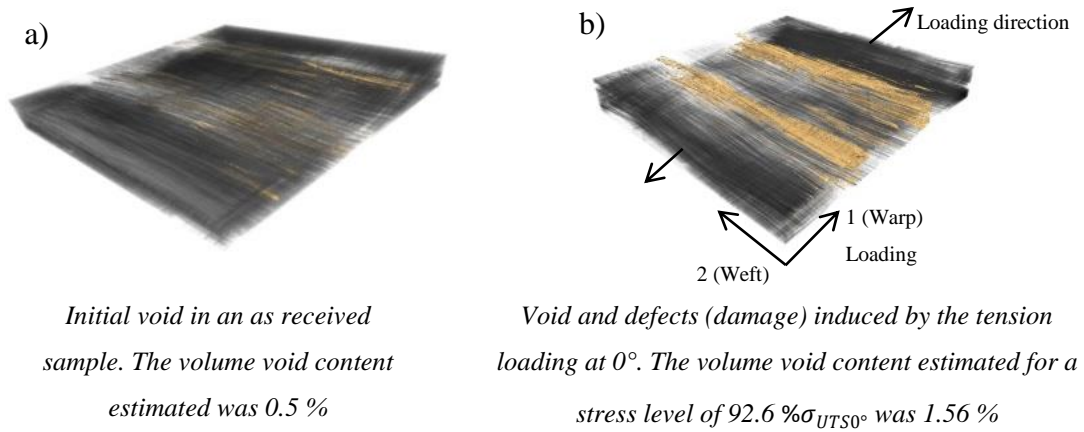 a)
b)
Loading direction
1 (Warp)
Loading
2 (Weft)
Initial void in an as received
sample. The volume void content
estimated was 0.5 %
Void and defects (damage) induced by the tension
loading at 0°. The volume void content estimated for a
stress level of 92.6 %σUTS0° was 1.56 %